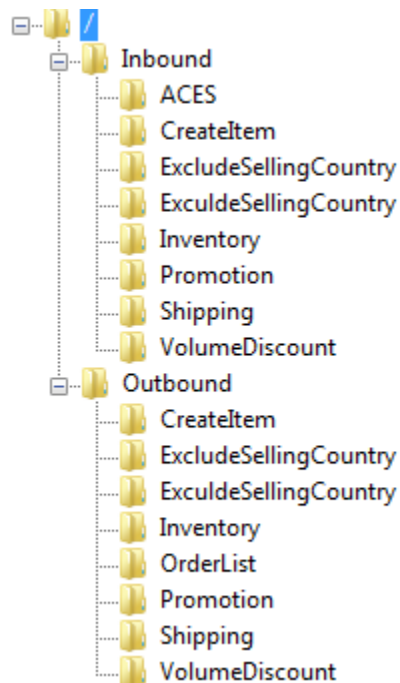 /
Inbound
ACES
CreateItem
ExcludeSellingCountry
ExculdeSellingCountry
Inventory
Promotion
Shipping
VolumeDiscount
Outbound
CreateItem
ExcludeSellingCountry
ExculdeSellingCountry
Inventory
OrderList
Promotion
Shipping
VolumeDiscount